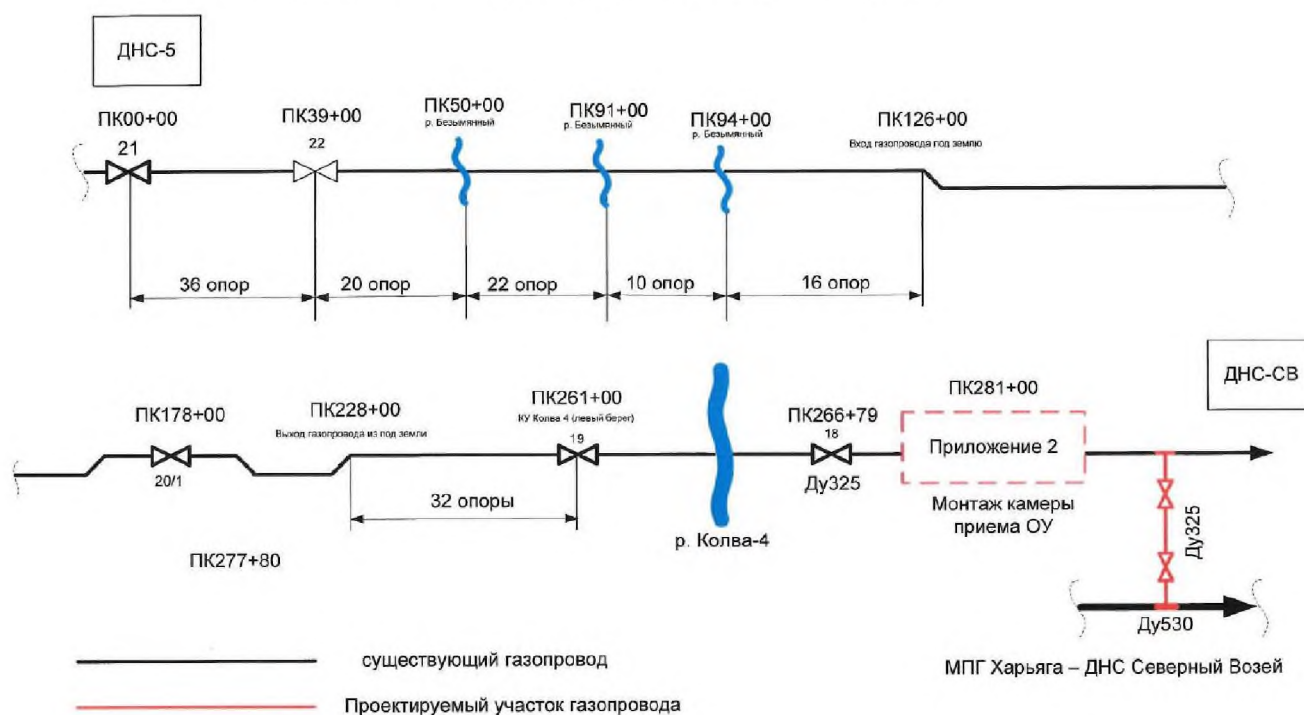 ДНС-5
ПК00+00
21
ПК39+00
22
ПК50+00
р. Безымянный
ПК91+00
р. Безымянный
ПК94+00
р. Безымянный
ПК126+00
Вход газопровода под землю
36 опор
20 опор
22 опор
10 опор
16 опор
ДНС-СВ
ПК178+00
20/1
ПК228+00
Выход газопровода из под земли
ПК261+00
КУ Колва 4 (левый берег)
19
ПК266+79
18
Ду325
ПК281+00
Приложение 2
Монтаж камеры
приема ОУ
32 опоры
р. Колва-4
ПК277+80
Ду325
Ду530
МПГ Харьяга – ДНС Северный Возей
существующий газопровод
Проектируемый участок газопровода